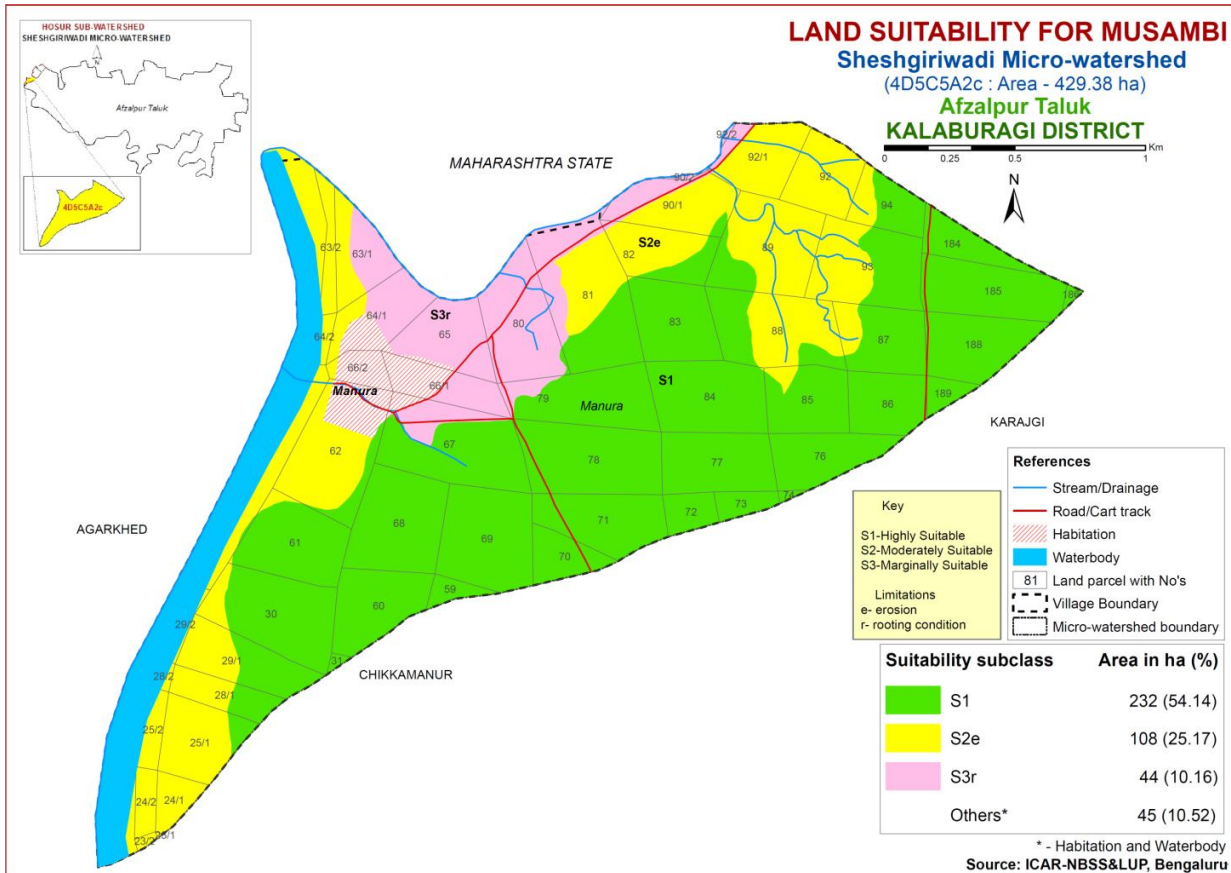 HOSUR SUB-WATERSHED
SHESHGIRIWADI MICRO-WATERSHED
N
Afzalpur Taluk
4D5C5A2c
LAND SUITABILITY FOR MUSAMBI
Sheshgiriwadi Micro-watershed
(4D5C5A2c : Area - 429.38 ha)
Afzalpur Taluk
KALABURAGI DISTRICT
0 0.25 0.5 1 Km
N
MAHARASHTRA STATE
92/2
92/1
92
90/2
90/1
94
184
63/2
63/1
S2e
82
89
93
185
186
81
64/1
S3r
80
64/2
65
83
88
87
188
66/2
66/1
S1
Manura
79
Manura
84
85
86
189
KARAJGI
62
67
78
77
76
74
73
72
71
AGARKHED
61
68
69
70
59
60
30
31
CHIKKAMANUR
29/2
29/1
28/2
28/1
25/2
25/1
24/2
24/1
23/2
Key
S1-Highly Suitable
S2-Moderately Suitable
S3-Marginally Suitable
Limitations
e- erosion
r- rooting condition
References
Stream/Drainage
Road/Cart track
Habitation
Waterbody
81 Land parcel with No's
Village Boundary
Micro-watershed boundary
Suitability subclass Area in ha (%)
S1 232 (54.14)
S2e 108 (25.17)
S3r 44 (10.16)
Others* 45 (10.52)
* - Habitation and Waterbody
Source: ICAR-NBSS&LUP, Bengaluru